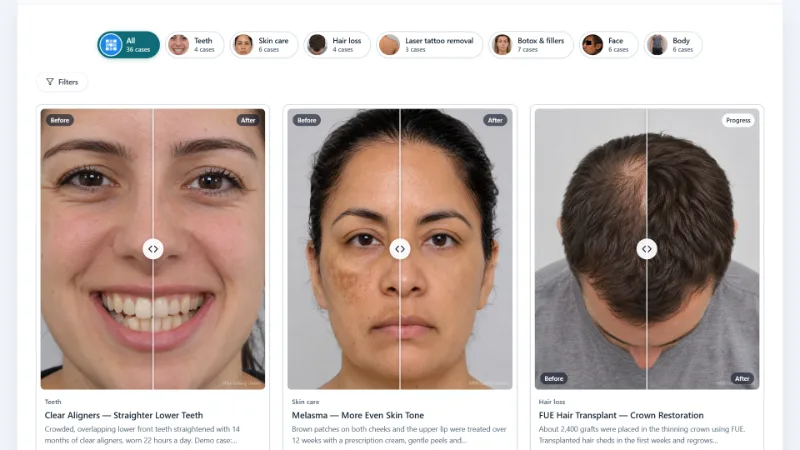 All
36 cases
Teeth
4 cases
Skin care
6 cases
Hair loss
4 cases
Laser tattoo removal
3 cases
Botox & fillers
7 cases
Face
6 cases
Body
6 cases
Filters
Before
After
Before
After
Progress
Before
After
Teeth
Clear Aligners — Straighter Lower Teeth
Crowded, overlapping lower front teeth straightened with 14
months of clear aligners, worn 22 hours a day. Demo case:...
Skin care
Melasma — More Even Skin Tone
Brown patches on both cheeks and the upper lip were treated over
12 weeks with a prescription cream, gentle peels and...
Hair loss
FUE Hair Transplant — Crown Restoration
About 2,400 grafts were placed in the thinning crown using FUE.
Transplanted hair sheds in the first weeks and regrows...